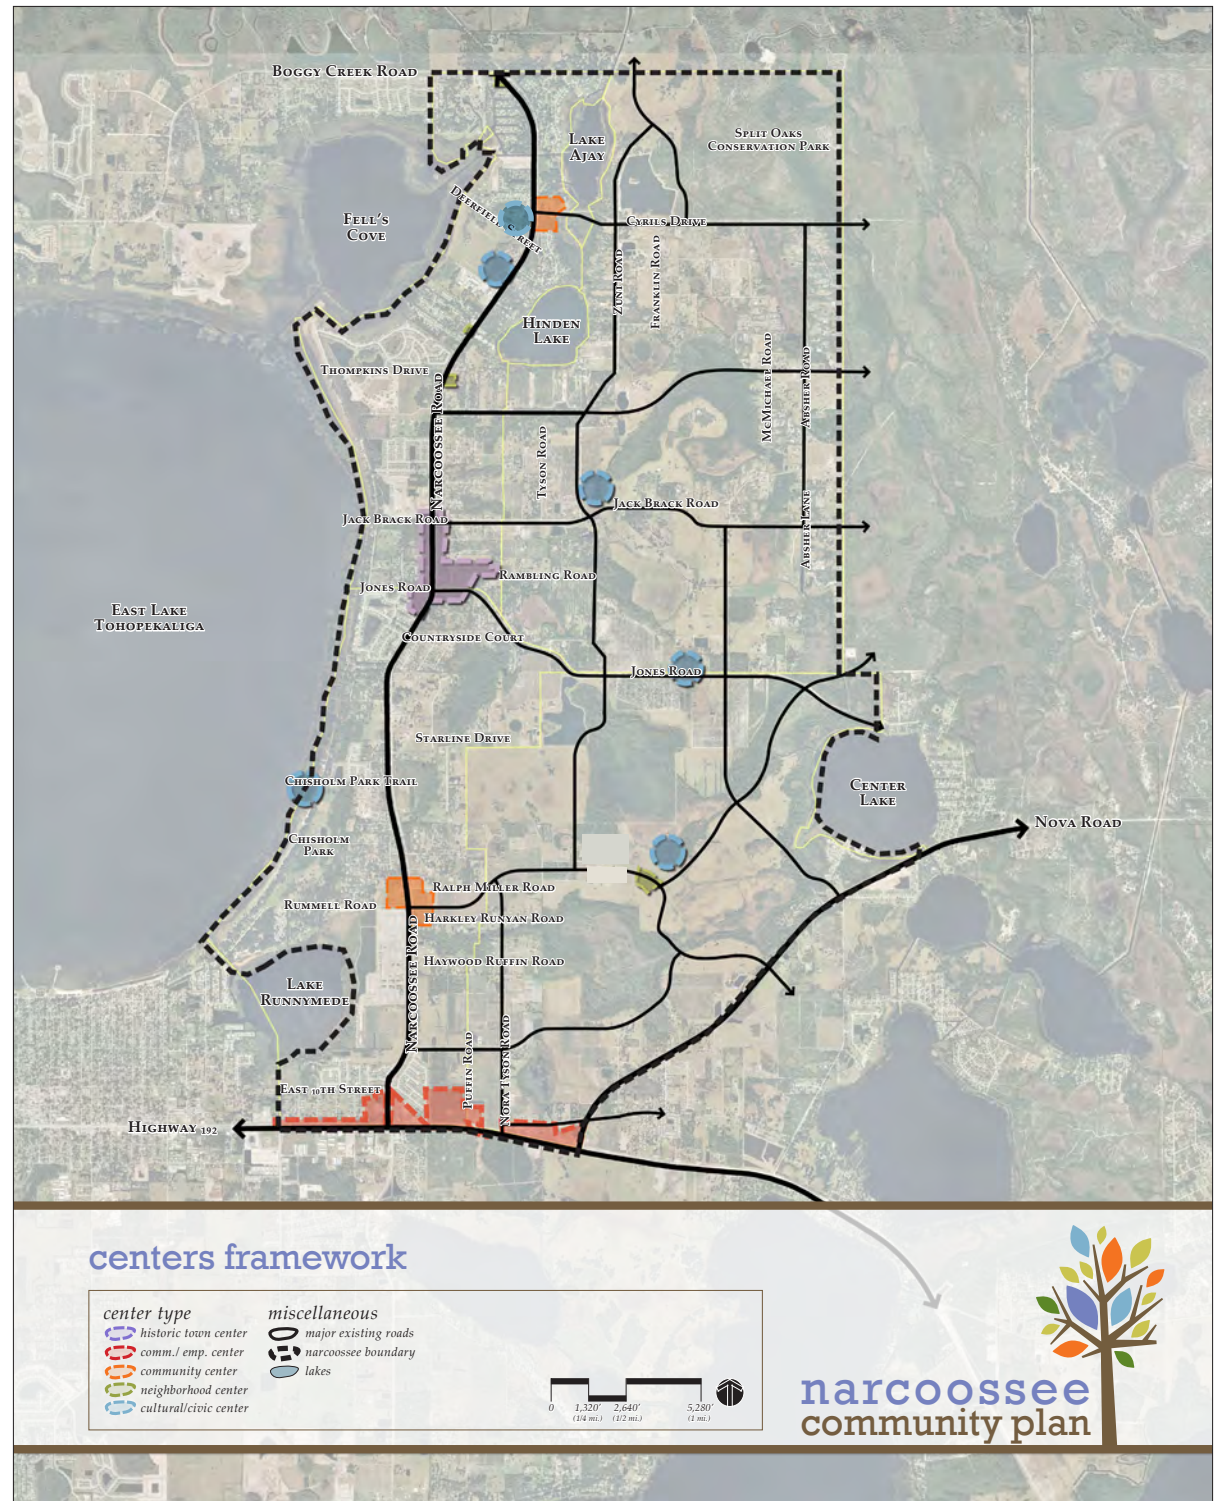 Boggy Creek Road
Lake
Ajay
Split Oaks
Conservation Park
Fell's
Cove
Deerfield Street
Cyrils Drive
Zuni Road
Franklin Road
Hinden
Lake
Thompkins Drive
Narcoossee Road
McMichael Road
Absher Road
Tyson Road
Jack Brack Road
Jack Brack Road
Absher Lane
Rambling Road
Jones Road
East Lake
Tohopekaliga
Countryside Court
Jones Road
Starline Drive
Chisholm Park Trail
Center
Lake
Nova Road
Chisholm
Park
Ralph Miller Road
Rummell Road
Harkley Runyan Road
Narcoossee Road
Haywood Ruffin Road
Lake
Runnymede
Puffin Road
Nora Tyson Road
East 10th Street
Highway 192
centers framework
center type
historic town center
comm./ emp. center
community center
neighborhood center
cultural/civic center
miscellaneous
major existing roads
narcoossee boundary
lakes
0 1,320' 2,640' 5,280'
(1/4 mi.) (1/2 mi.) (1 mi.)
narcoossee
community plan